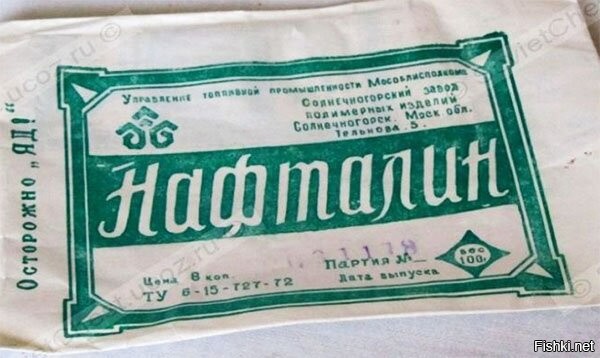 Осторожно „ЯД!“
Управление топливной промышленности Мособлисполкома
Солнечногорский завод
полимерных изделий
Солнечногорск. Моск обл.
Тельнова 5.
Нафталин
Цена 8 коп.
ТУ 6-15-727-72
Партия №
Дата выпуска
вес
100г
Fishki.net